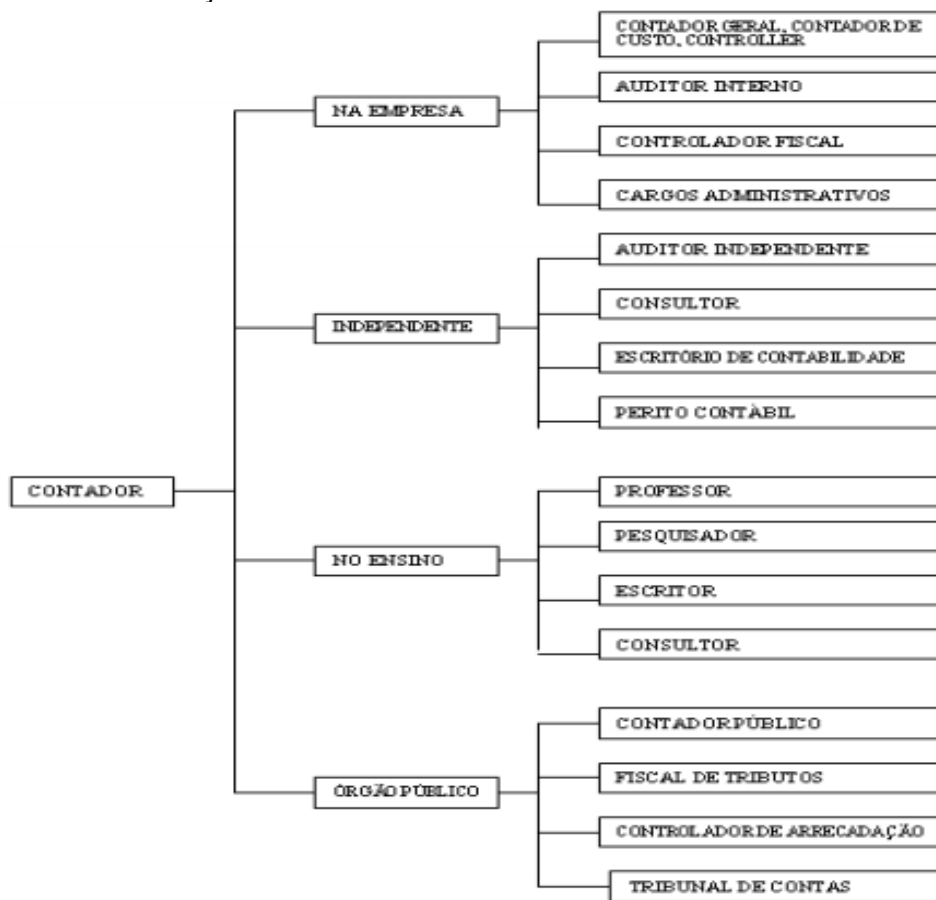 CONTADOR GERAL, CONTADOR DE
CUSTO, CONTROLLER
AUDITOR INTERNO
NA EMPRESA
CONTROLADOR FISCAL
CARGOS ADMINISTRATIVOS
AUDITOR INDEPENDENTE
CONSULTOR
INDEPENDENTE
ESCRITÓRIO DE CONTABILIDADE
PERITO CONTÁBIL
CONTADOR
PROFESSOR
PESQUISADOR
NO ENSINO
ESCRITOR
CONSULTOR
CONTADOR PÚBLICO
FISCAL DE TRIBUTOS
ÓRGÃO PÚBLICO
CONTROLADOR DE ARRECADAÇÃO
TRIBUNAL DE CONTAS